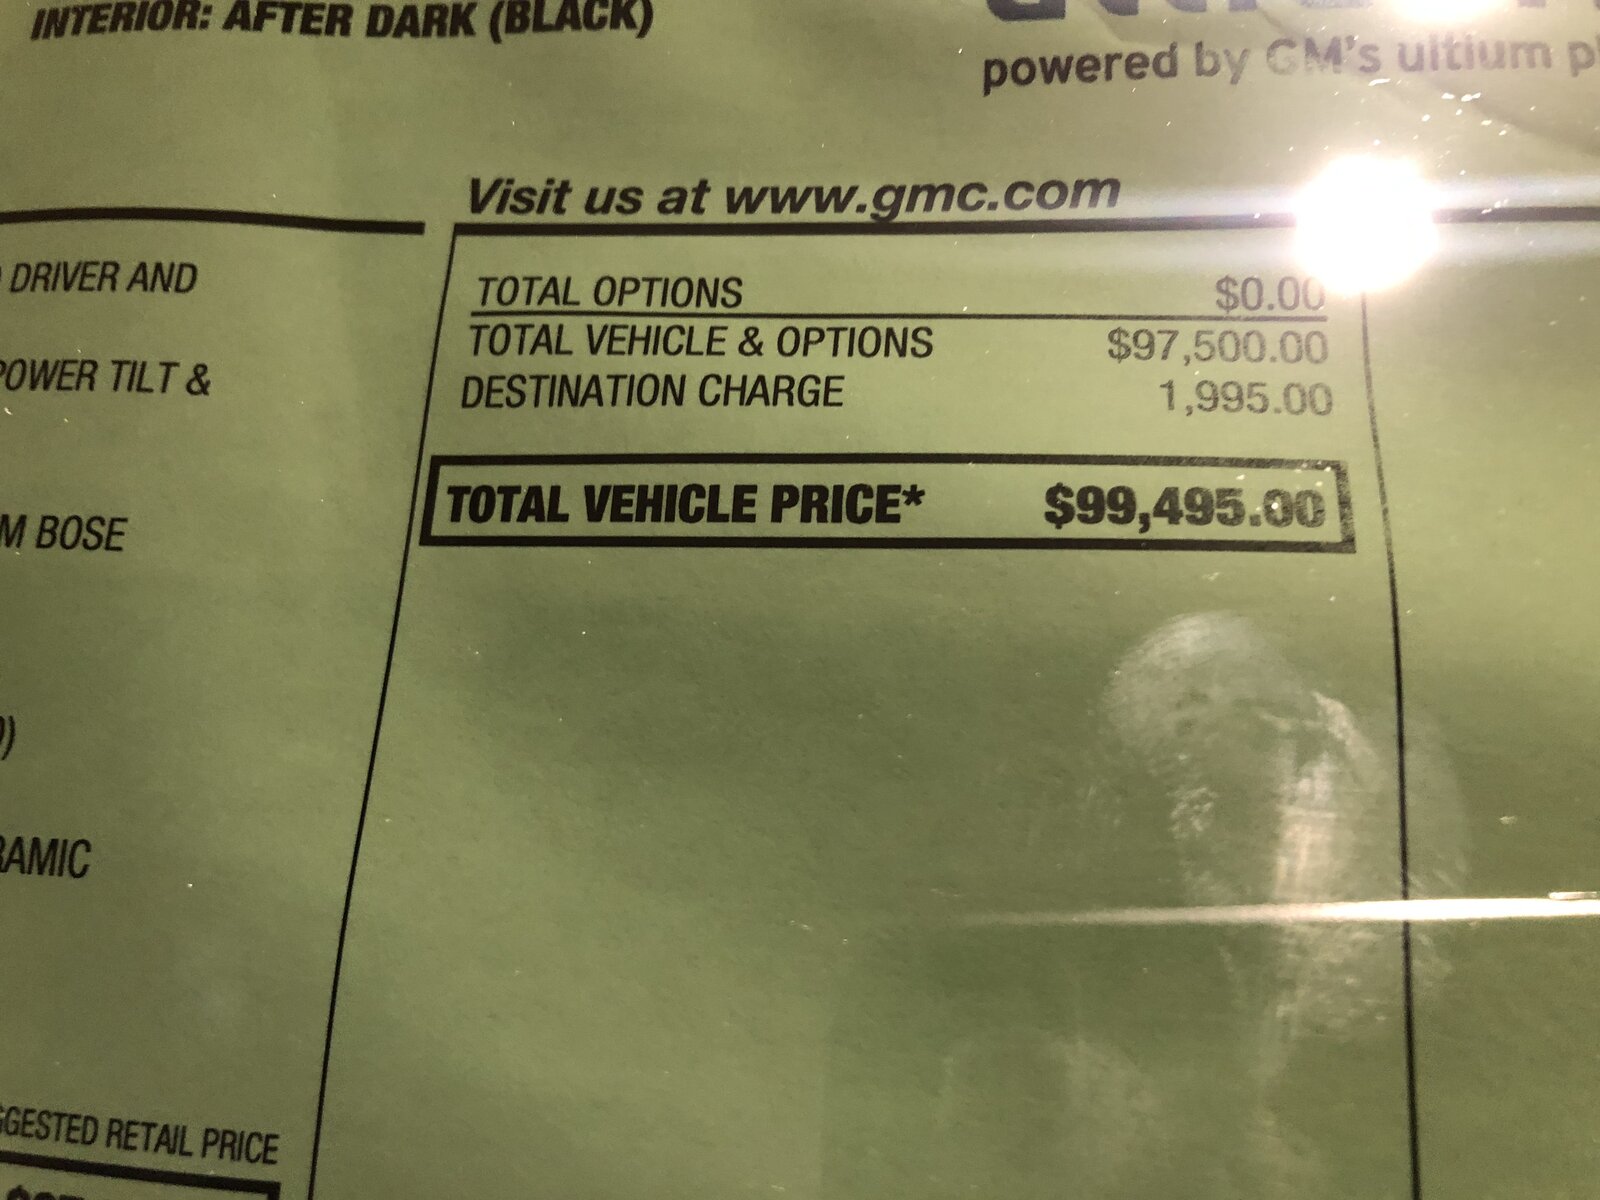 INTERIOR: AFTER DARK (BLACK)
powered by GM's ultium
Visit us at www.gmc.com
DRIVER AND
POWER TILT &
M BOSE
)
RAMIC
GGESTED RETAIL PRICE
TOTAL OPTIONS $0.00
TOTAL VEHICLE & OPTIONS $97,500.00
DESTINATION CHARGE 1,995.00
TOTAL VEHICLE PRICE* $99,495.00